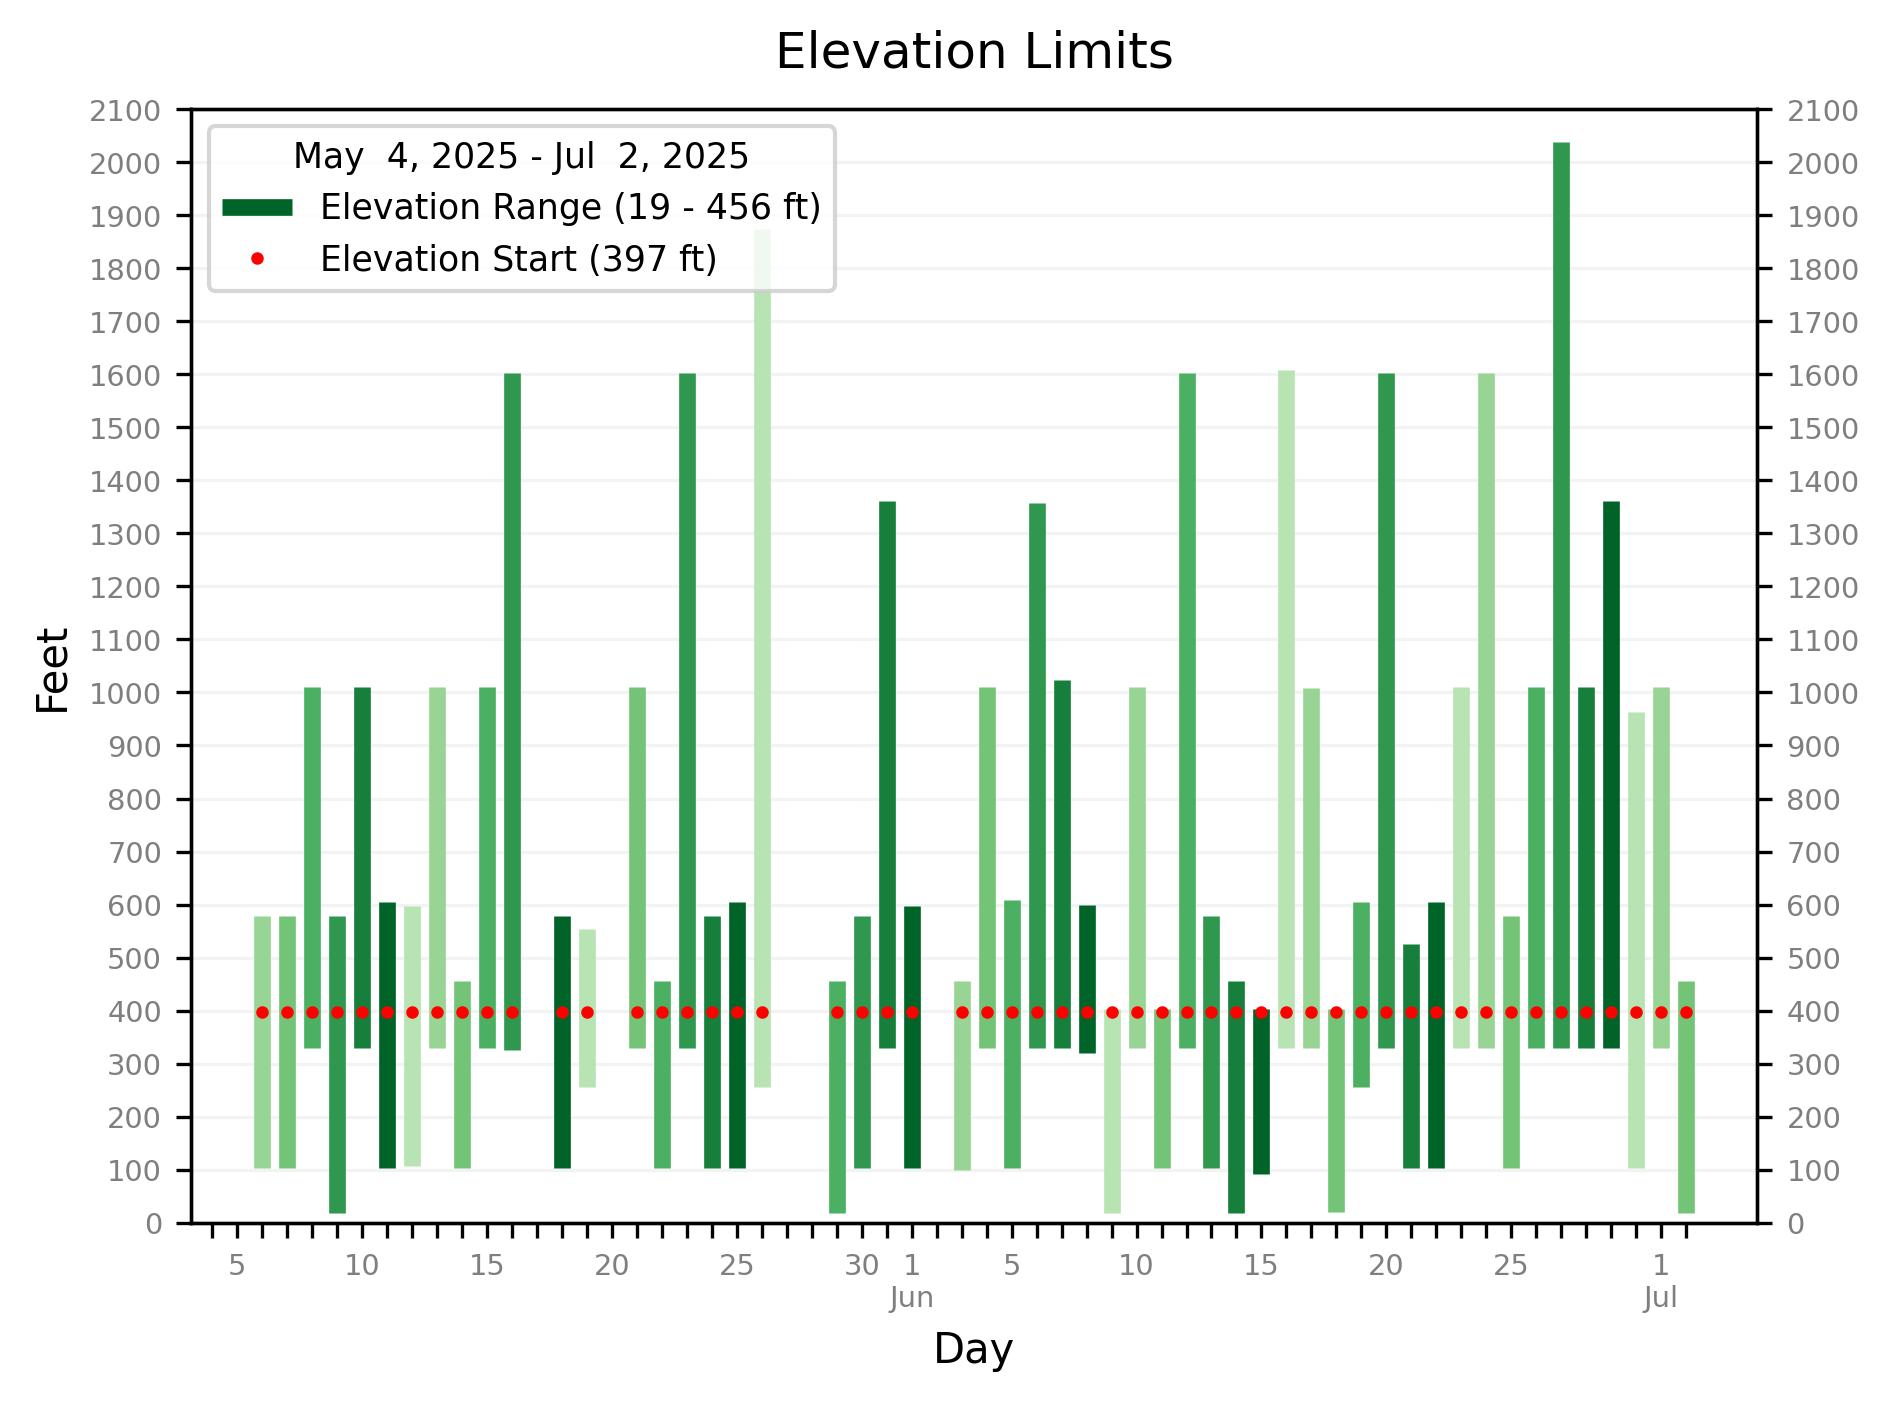 Elevation Limits
May  4, 2025 - Jul  2, 2025
Elevation Range (19 - 456 ft)
Elevation Start (397 ft)
Feet
2100 2100
2000 2000
1900 1900
1800 1800
1700 1700
1600 1600
1500 1500
1400 1400
1300 1300
1200 1200
1100 1100
1000 1000
900 900
800 800
700 700
600 600
500 500
400 400
300 300
200 200
100 100
0 0
5 10 15 20 25 30 1 5 10 15 20 25 1
Jun Jul
Day